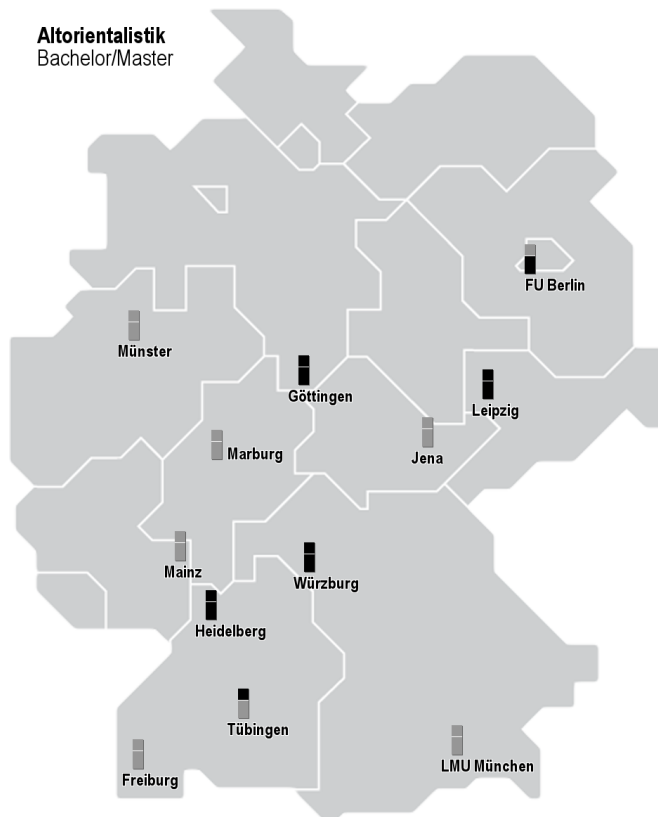 Altorientalistik
Bachelor/Master
FU Berlin
Münster
Göttingen
Leipzig
Marburg
Jena
Mainz
Würzburg
Heidelberg
Tübingen
LMU München
Freiburg